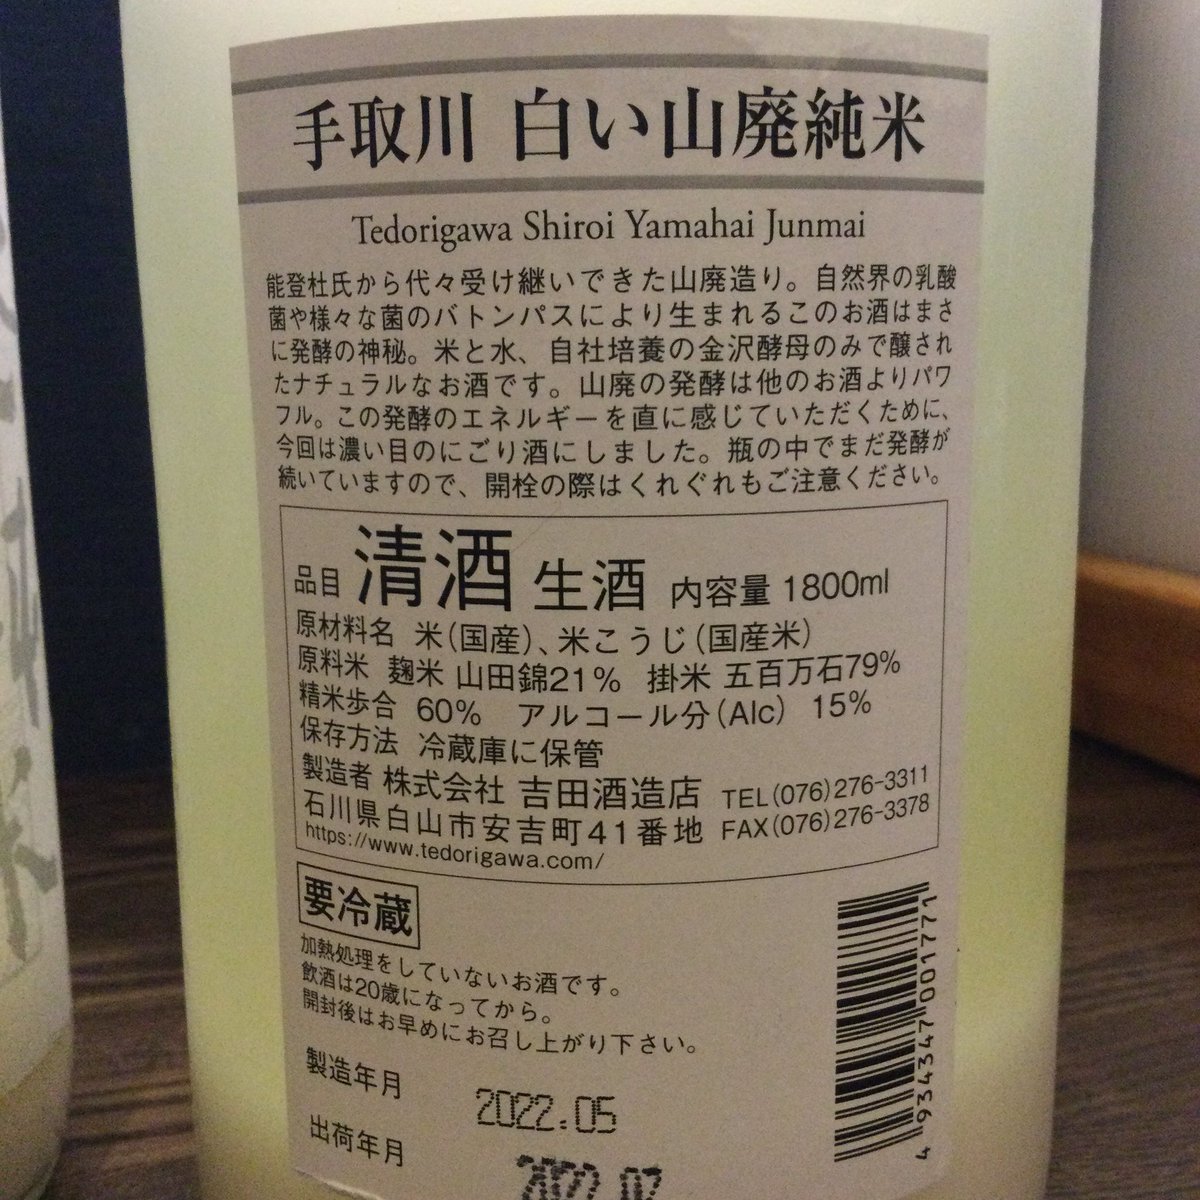 手取川 白い山廃純米
Tedorigawa Shiroi Yamahai Junmai
能登杜氏から代々受け継いできた山廃造り。自然界の乳酸
菌や様々な菌のバトンパスにより生まれるこのお酒はまさ
に発酵の神秘。米と水、自社培養の金沢酵母のみで醸され
たナチュラルなお酒です。山廃の発酵は他のお酒よりパワ
フル。この発酵のエネルギーを直に感じていただくために、
今回は濃い目のにごり酒にしました。瓶の中でまだ発酵が
続いていますので、開栓の際はくれぐれもご注意ください。
品目 清酒 生酒 内容量 1800ml
原材料名 米(国産)、米こうじ(国産米)
原料米 麹米 山田錦21% 掛米 五百万石79%
精米歩合 60% アルコール分(Alc) 15%
保存方法 冷蔵庫に保管
製造者 株式会社 吉田酒造店 TEL(076)276-3311
石川県白山市安吉町41番地 FAX(076)276-3378
https://www.tedorigawa.com/
要冷蔵
加熱処理をしていないお酒です。
飲酒は20歳になってから。
開封後はお早めにお召し上がり下さい。
製造年月 2022.05
出荷年月 2022.07
4934347001771